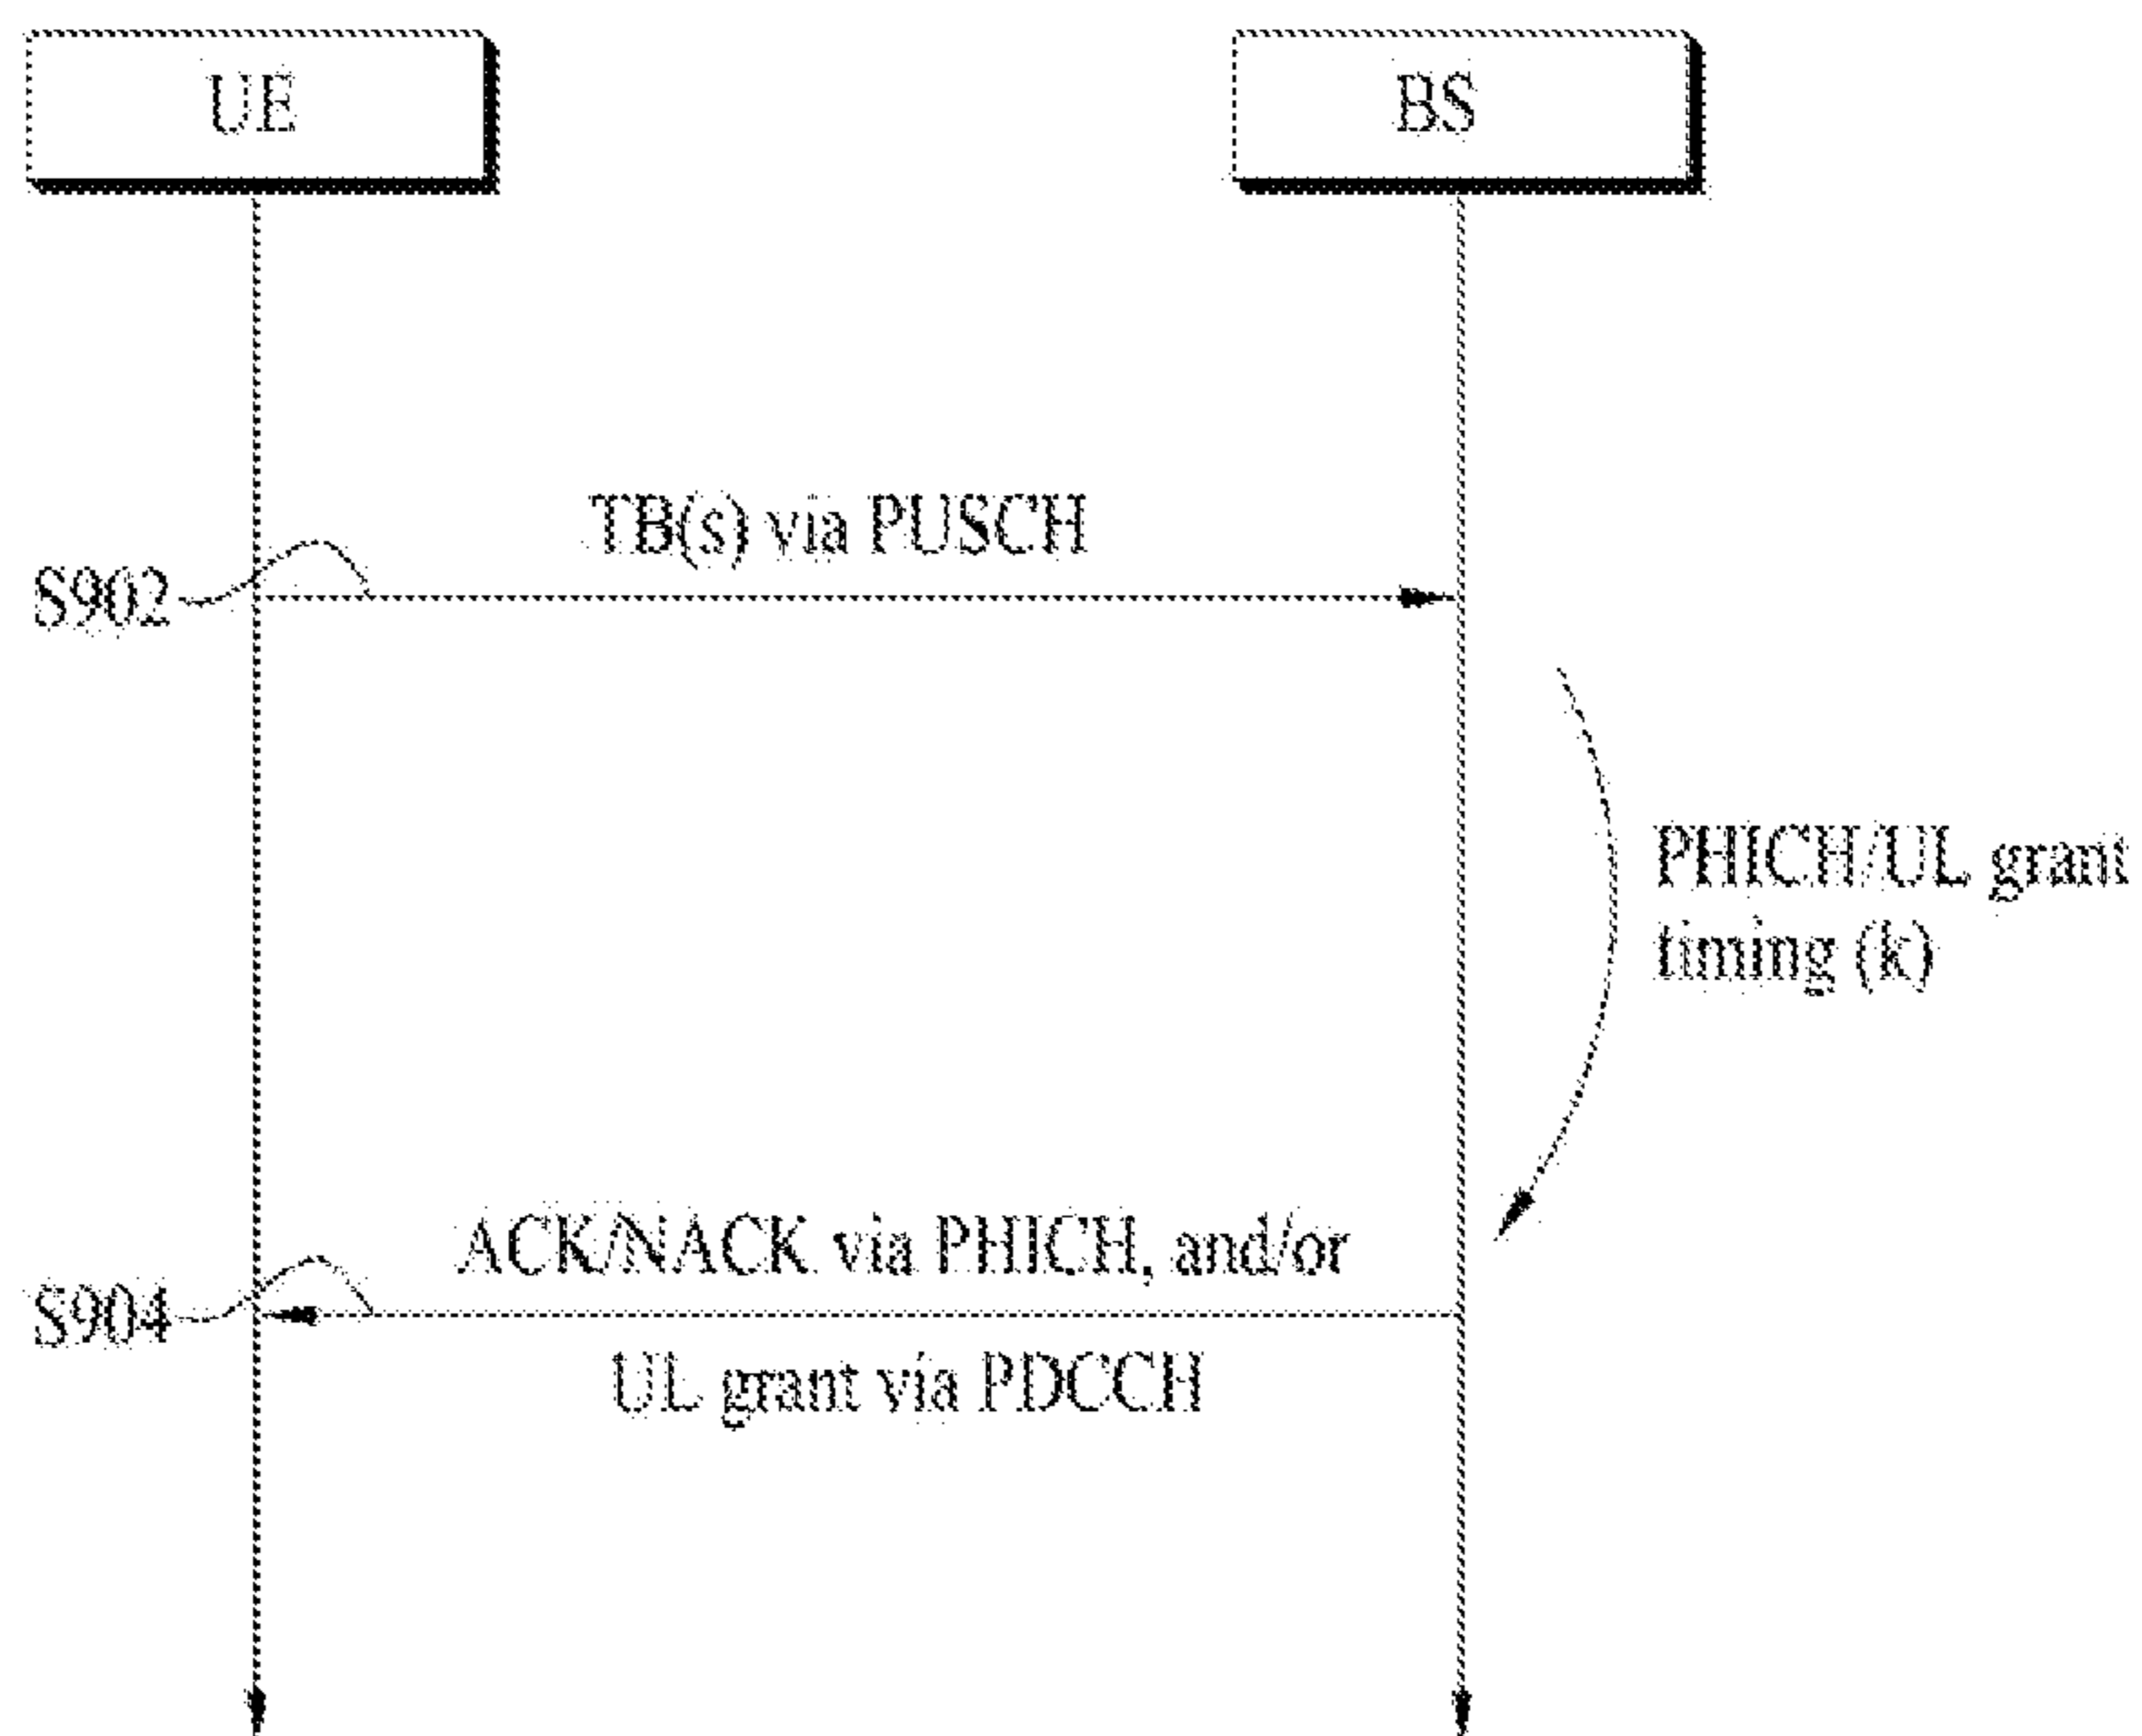 UE
BS
TB(s) via PUSCH
S902
PHICH/UL grant
timing (k)
ACK/NACK via PHICH, and/or
S904
UL grant via PDCCH